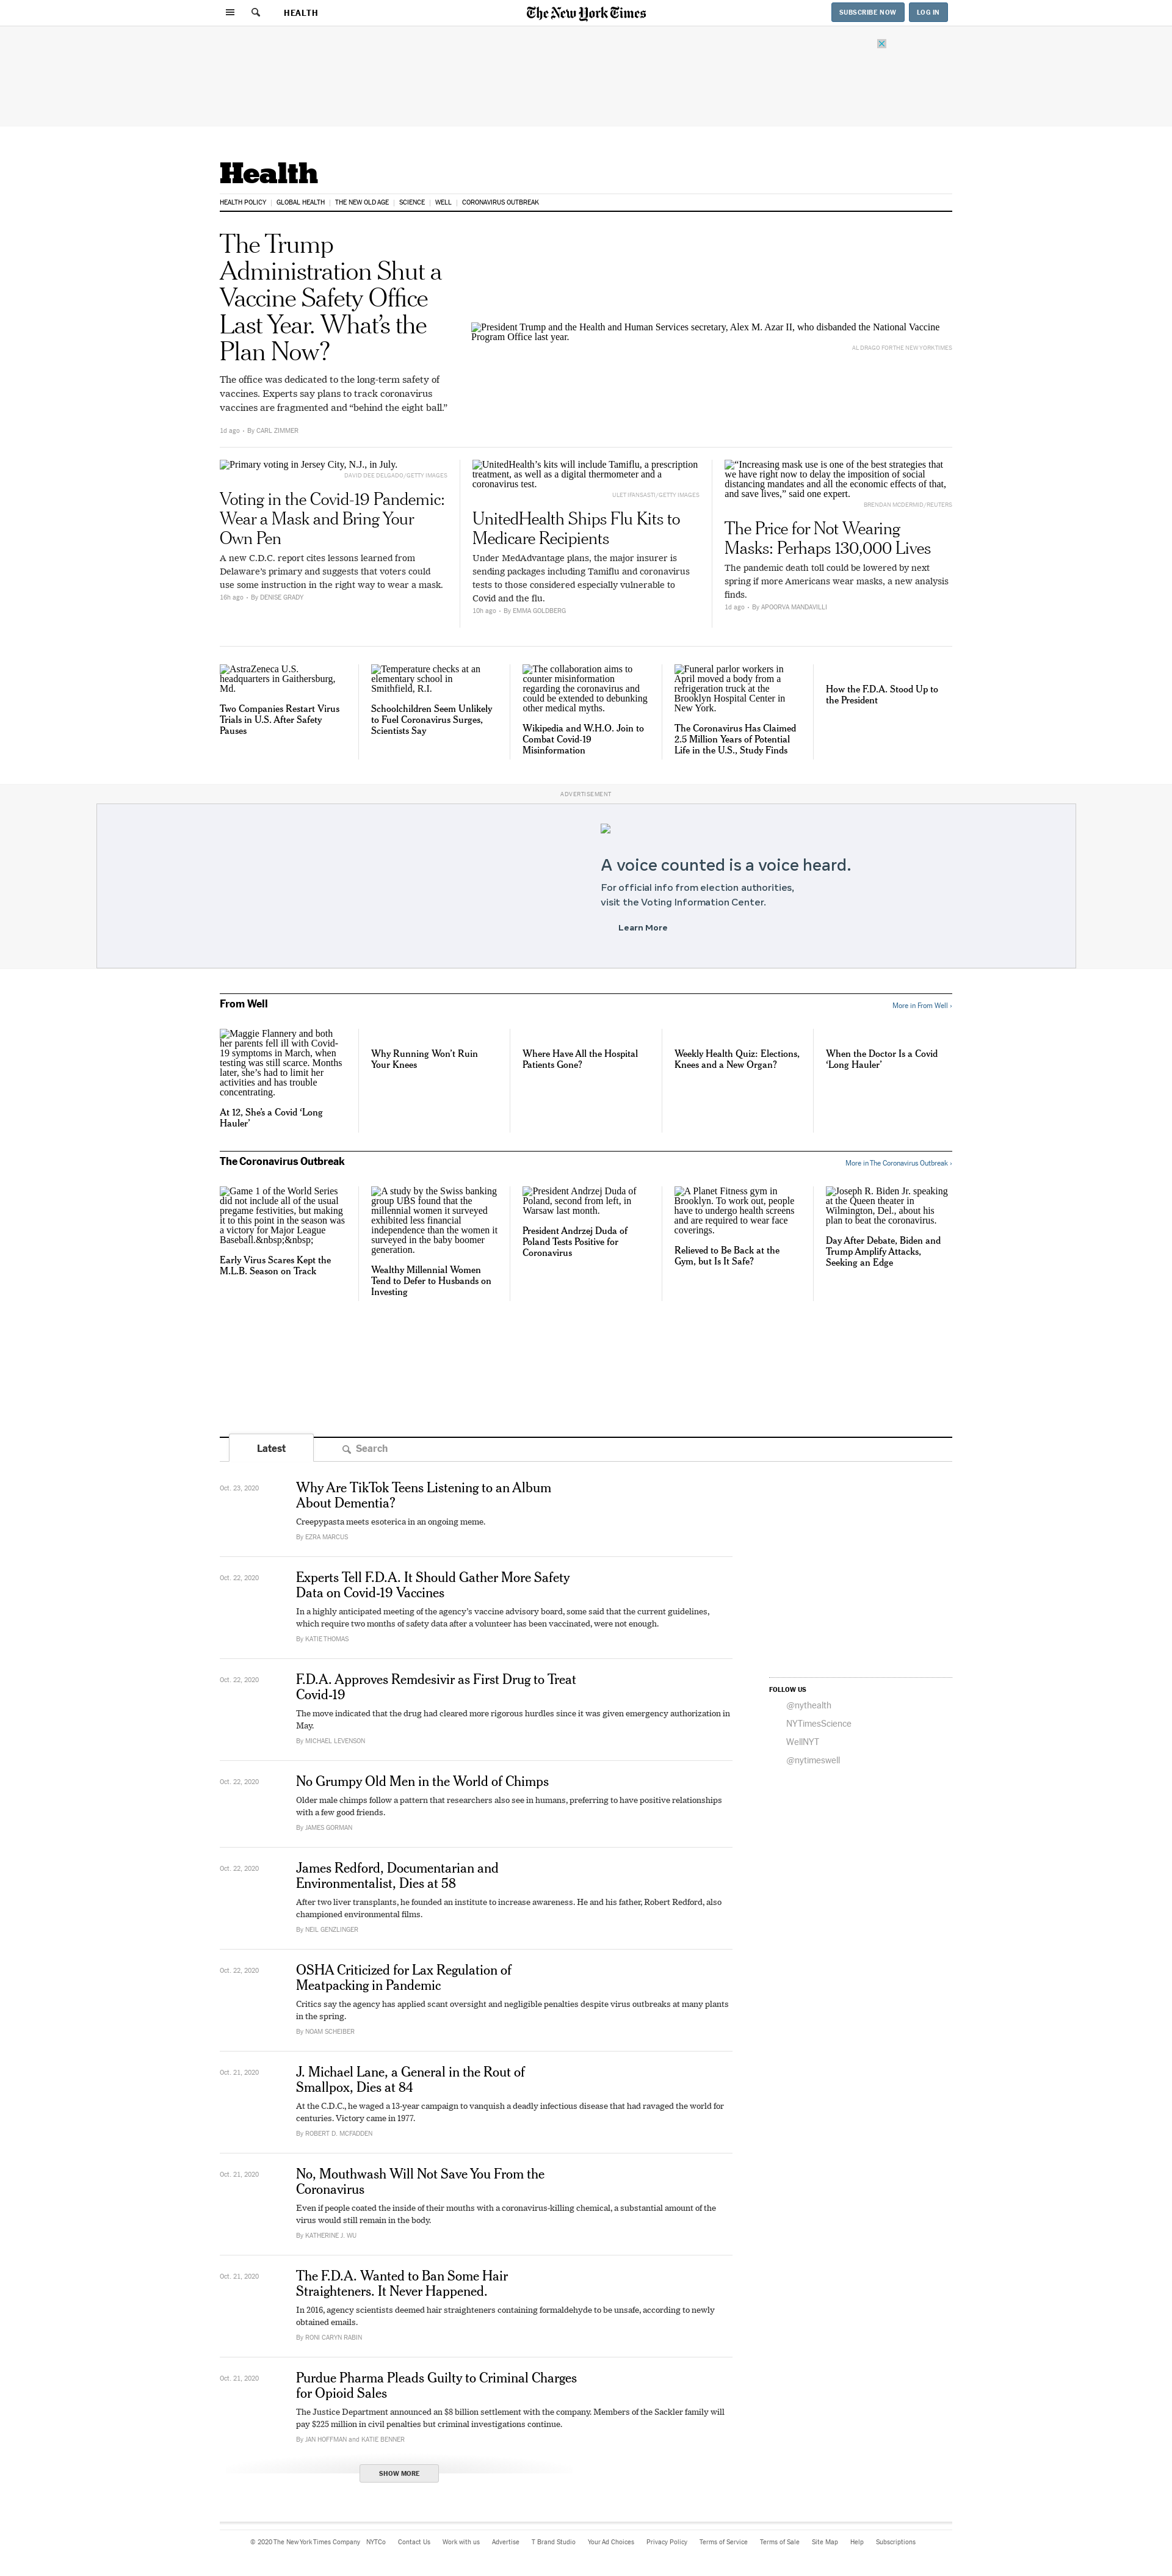 HEALTH
The New York Times
SUBSCRIBE NOW
LOG IN
Health
HEALTH POLICY | GLOBAL HEALTH | THE NEW OLD AGE | SCIENCE | WELL | CORONAVIRUS OUTBREAK
The Trump
Administration Shut a
Vaccine Safety Office
Last Year. What’s the
Plan Now?
The office was dedicated to the long-term safety of
vaccines. Experts say plans to track coronavirus
vaccines are fragmented and “behind the eight ball.”
1d ago · By CARL ZIMMER
President Trump and the Health and Human Services secretary, Alex M. Azar II, who disbanded the National Vaccine
Program Office last year.
AL DRAGO FOR THE NEW YORK TIMES
Primary voting in Jersey City, N.J., in July.
DAVID DEE DELGADO/GETTY IMAGES
Voting in the Covid-19 Pandemic:
Wear a Mask and Bring Your
Own Pen
A new C.D.C. report cites lessons learned from
Delaware’s primary and suggests that voters could
use some instruction in the right way to wear a mask.
16h ago · By DENISE GRADY
UnitedHealth’s kits will include Tamiflu, a prescription
treatment, as well as a digital thermometer and a
coronavirus test.
ULET IFANSASTI/GETTY IMAGES
UnitedHealth Ships Flu Kits to
Medicare Recipients
Under MedAdvantage plans, the major insurer is
sending packages including Tamiflu and coronavirus
tests to those considered especially vulnerable to
Covid and the flu.
10h ago · By EMMA GOLDBERG
“Increasing mask use is one of the best strategies that
we have right now to delay the imposition of social
distancing mandates and all the economic effects of that,
and save lives,” said one expert.
BRENDAN MCDERMID/REUTERS
The Price for Not Wearing
Masks: Perhaps 130,000 Lives
The pandemic death toll could be lowered by next
spring if more Americans wear masks, a new analysis
finds.
1d ago · By APOORVA MANDAVILLI
AstraZeneca U.S.
headquarters in Gaithersburg,
Md.
Two Companies Restart Virus
Trials in U.S. After Safety
Pauses
Temperature checks at an
elementary school in
Smithfield, R.I.
Schoolchildren Seem Unlikely
to Fuel Coronavirus Surges,
Scientists Say
The collaboration aims to
counter misinformation
regarding the coronavirus and
could be extended to debunking
other medical myths.
Wikipedia and W.H.O. Join to
Combat Covid-19
Misinformation
Funeral parlor workers in
April moved a body from a
refrigeration truck at the
Brooklyn Hospital Center in
New York.
The Coronavirus Has Claimed
2.5 Million Years of Potential
Life in the U.S., Study Finds
How the F.D.A. Stood Up to
the President
ADVERTISEMENT
A voice counted is a voice heard.
For official info from election authorities,
visit the Voting Information Center.
Learn More
From Well
More in From Well ›
Maggie Flannery and both
her parents fell ill with Covid-
19 symptoms in March, when
testing was still scarce. Months
later, she’s had to limit her
activities and has trouble
concentrating.
At 12, She’s a Covid ‘Long
Hauler’
Why Running Won’t Ruin
Your Knees
Where Have All the Hospital
Patients Gone?
Weekly Health Quiz: Elections,
Knees and a New Organ?
When the Doctor Is a Covid
‘Long Hauler’
The Coronavirus Outbreak
More in The Coronavirus Outbreak ›
Game 1 of the World Series
did not include all of the usual
pregame festivities, but making
it to this point in the season was
a victory for Major League
Baseball.&nbsp;&nbsp;
Early Virus Scares Kept the
M.L.B. Season on Track
A study by the Swiss banking
group UBS found that the
millennial women it surveyed
exhibited less financial
independence than the women it
surveyed in the baby boomer
generation.
Wealthy Millennial Women
Tend to Defer to Husbands on
Investing
President Andrzej Duda of
Poland, second from left, in
Warsaw last month.
President Andrzej Duda of
Poland Tests Positive for
Coronavirus
A Planet Fitness gym in
Brooklyn. To work out, people
have to undergo health screens
and are required to wear face
coverings.
Relieved to Be Back at the
Gym, but Is It Safe?
Joseph R. Biden Jr. speaking
at the Queen theater in
Wilmington, Del., about his
plan to beat the coronavirus.
Day After Debate, Biden and
Trump Amplify Attacks,
Seeking an Edge
Latest
Search
Oct. 23, 2020
Why Are TikTok Teens Listening to an Album
About Dementia?
Creepypasta meets esoterica in an ongoing meme.
By EZRA MARCUS
Oct. 22, 2020
Experts Tell F.D.A. It Should Gather More Safety
Data on Covid-19 Vaccines
In a highly anticipated meeting of the agency’s vaccine advisory board, some said that the current guidelines,
which require two months of safety data after a volunteer has been vaccinated, were not enough.
By KATIE THOMAS
Oct. 22, 2020
F.D.A. Approves Remdesivir as First Drug to Treat
Covid-19
The move indicated that the drug had cleared more rigorous hurdles since it was given emergency authorization in
May.
By MICHAEL LEVENSON
FOLLOW US
@nythealth
NYTimesScience
WellNYT
@nytimeswell
Oct. 22, 2020
No Grumpy Old Men in the World of Chimps
Older male chimps follow a pattern that researchers also see in humans, preferring to have positive relationships
with a few good friends.
By JAMES GORMAN
Oct. 22, 2020
James Redford, Documentarian and
Environmentalist, Dies at 58
After two liver transplants, he founded an institute to increase awareness. He and his father, Robert Redford, also
championed environmental films.
By NEIL GENZLINGER
Oct. 22, 2020
OSHA Criticized for Lax Regulation of
Meatpacking in Pandemic
Critics say the agency has applied scant oversight and negligible penalties despite virus outbreaks at many plants
in the spring.
By NOAM SCHEIBER
Oct. 21, 2020
J. Michael Lane, a General in the Rout of
Smallpox, Dies at 84
At the C.D.C., he waged a 13-year campaign to vanquish a deadly infectious disease that had ravaged the world for
centuries. Victory came in 1977.
By ROBERT D. MCFADDEN
Oct. 21, 2020
No, Mouthwash Will Not Save You From the
Coronavirus
Even if people coated the inside of their mouths with a coronavirus-killing chemical, a substantial amount of the
virus would still remain in the body.
By KATHERINE J. WU
Oct. 21, 2020
The F.D.A. Wanted to Ban Some Hair
Straighteners. It Never Happened.
In 2016, agency scientists deemed hair straighteners containing formaldehyde to be unsafe, according to newly
obtained emails.
By RONI CARYN RABIN
Oct. 21, 2020
Purdue Pharma Pleads Guilty to Criminal Charges
for Opioid Sales
The Justice Department announced an $8 billion settlement with the company. Members of the Sackler family will
pay $225 million in civil penalties but criminal investigations continue.
By JAN HOFFMAN and KATIE BENNER
SHOW MORE
© 2020 The New York Times Company NYTCo Contact Us Work with us Advertise T Brand Studio Your Ad Choices Privacy Policy Terms of Service Terms of Sale Site Map Help Subscriptions